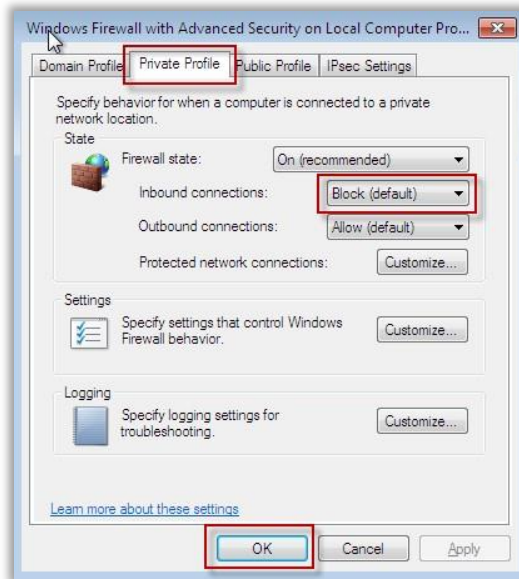 Windows Firewall with Advanced Security on Local Computer Pro...
Domain Profile Private Profile Public Profile IPsec Settings
Specify behavior for when a computer is connected to a private
network location.
State
Firewall state: On (recommended)
Inbound connections: Block (default)
Outbound connections: Allow (default)
Protected network connections: Customize...
Settings
Specify settings that control Windows
Firewall behavior.
Customize...
Logging
Specify logging settings for
troubleshooting.
Customize...
Learn more about these settings
OK Cancel Apply